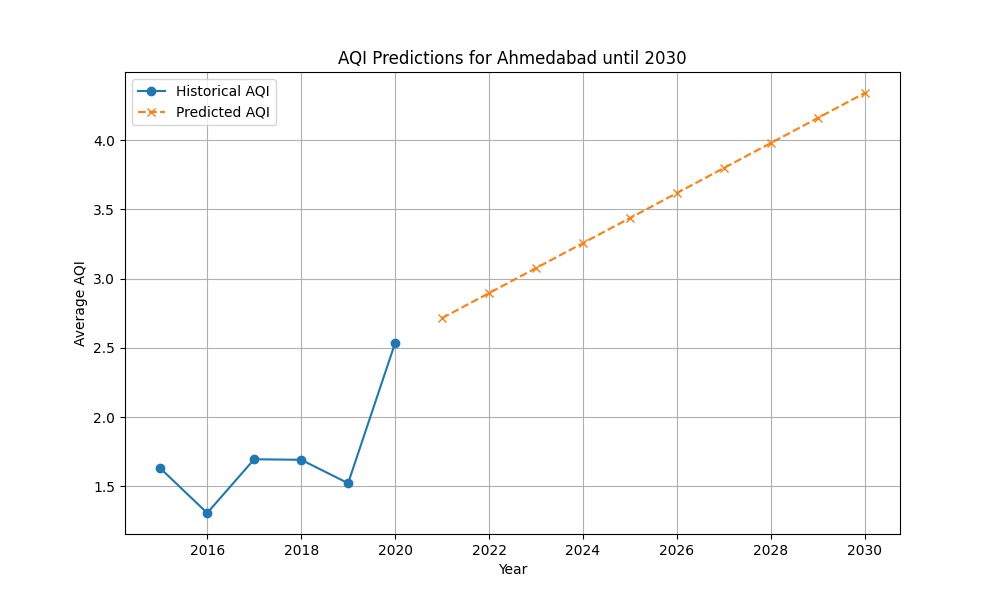 AQI Predictions for Ahmedabad until 2030
Historical AQI
Predicted AQI
Average AQI
4.0
3.5
3.0
2.5
2.0
1.5
2016 2018 2020 2022 2024 2026 2028 2030
Year